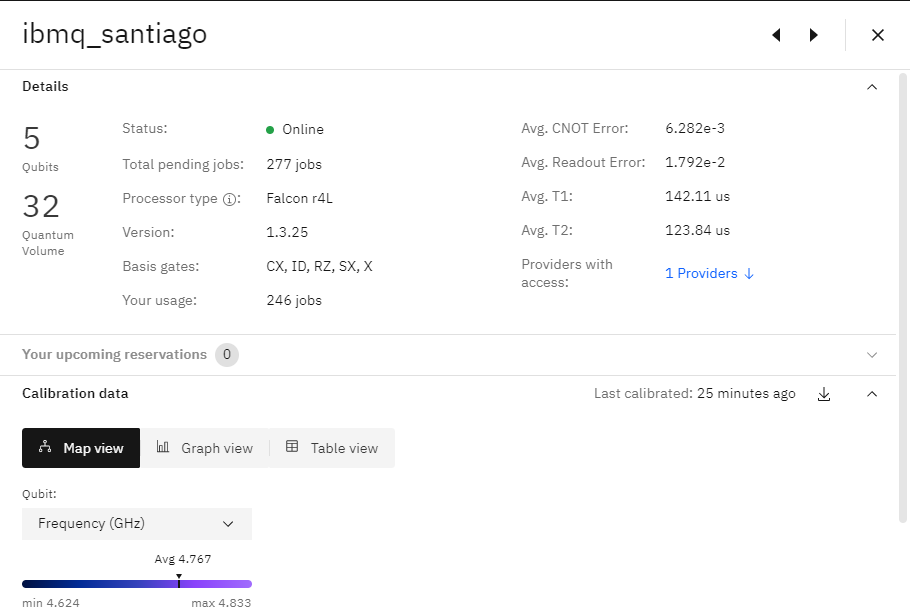 ibmq_santiago
Details
5
Qubits
32
Quantum
Volume
Status: Online
Total pending jobs: 277 jobs
Processor type : Falcon r4L
Version: 1.3.25
Basis gates: CX, ID, RZ, SX, X
Your usage: 246 jobs
Avg. CNOT Error: 6.282e-3
Avg. Readout Error: 1.792e-2
Avg. T1: 142.11 us
Avg. T2: 123.84 us
Providers with
access: 1 Providers ↓
Your upcoming reservations 0
Calibration data Last calibrated: 25 minutes ago
Map view Graph view Table view
Qubit:
Frequency (GHz)
Avg 4.767
min 4.624 max 4.833